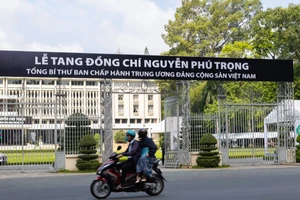 LỄ TANG ĐỒNG CHÍ NGUYỄN PHÚ TRỌNG
TỔNG BÍ THƯ BAN CHẤP HÀNH TRUNG ƯƠNG ĐẢNG CỘNG SẢN VIỆT NAM